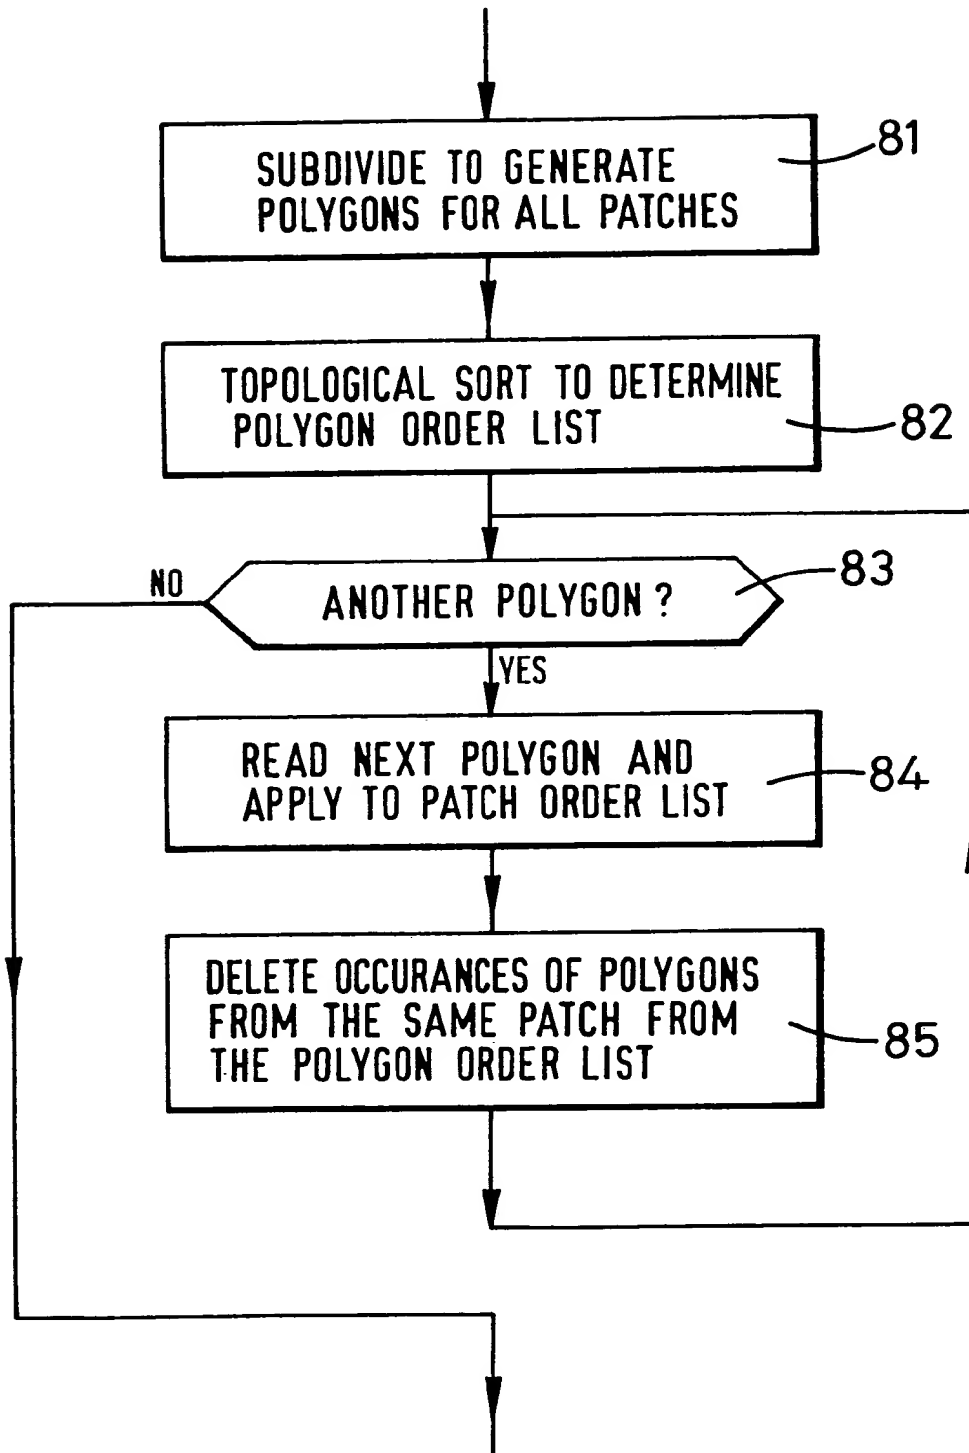 SUBDIVIDE TO GENERATE
POLYGONS FOR ALL PATCHES
81
TOPOLOGICAL SORT TO DETERMINE
POLYGON ORDER LIST
82
NO
ANOTHER POLYGON ?
83
YES
READ NEXT POLYGON AND
APPLY TO PATCH ORDER LIST
84
DELETE OCCURANCES OF POLYGONS
FROM THE SAME PATCH FROM
THE POLYGON ORDER LIST
85